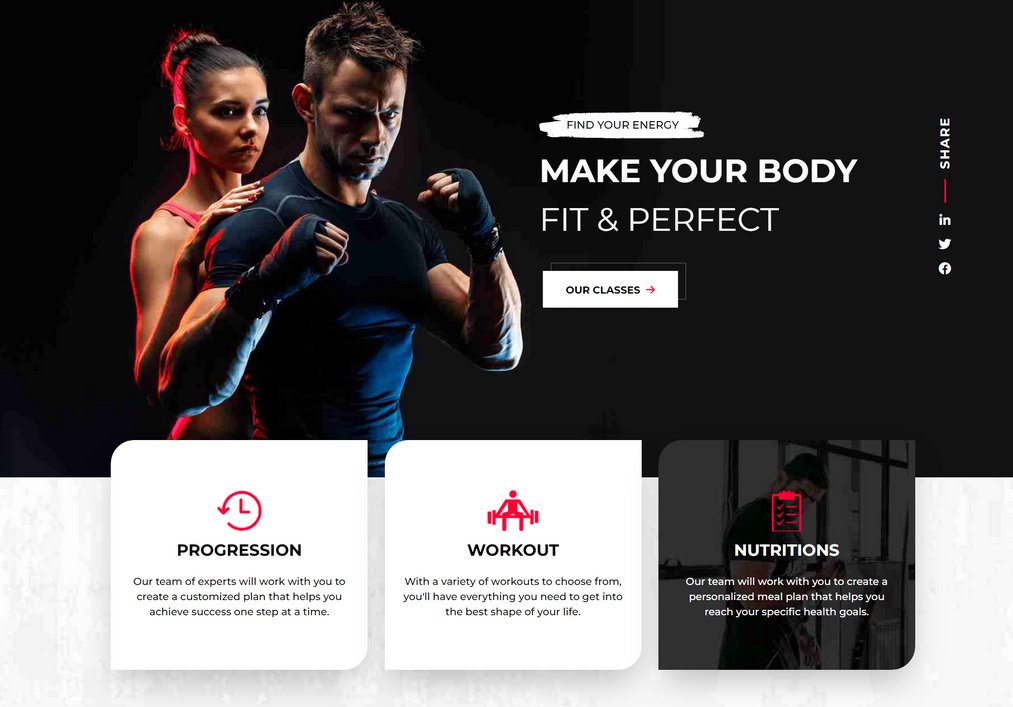 FIND YOUR ENERGY
MAKE YOUR BODY
FIT & PERFECT
OUR CLASSES
SHARE
PROGRESSION
Our team of experts will work with you to
create a customized plan that helps you
achieve success one step at a time.
WORKOUT
With a variety of workouts to choose from,
you'll have everything you need to get into
the best shape of your life.
NUTRITIONS
Our team will work with you to create a
personalized meal plan that helps you
reach your specific health goals.